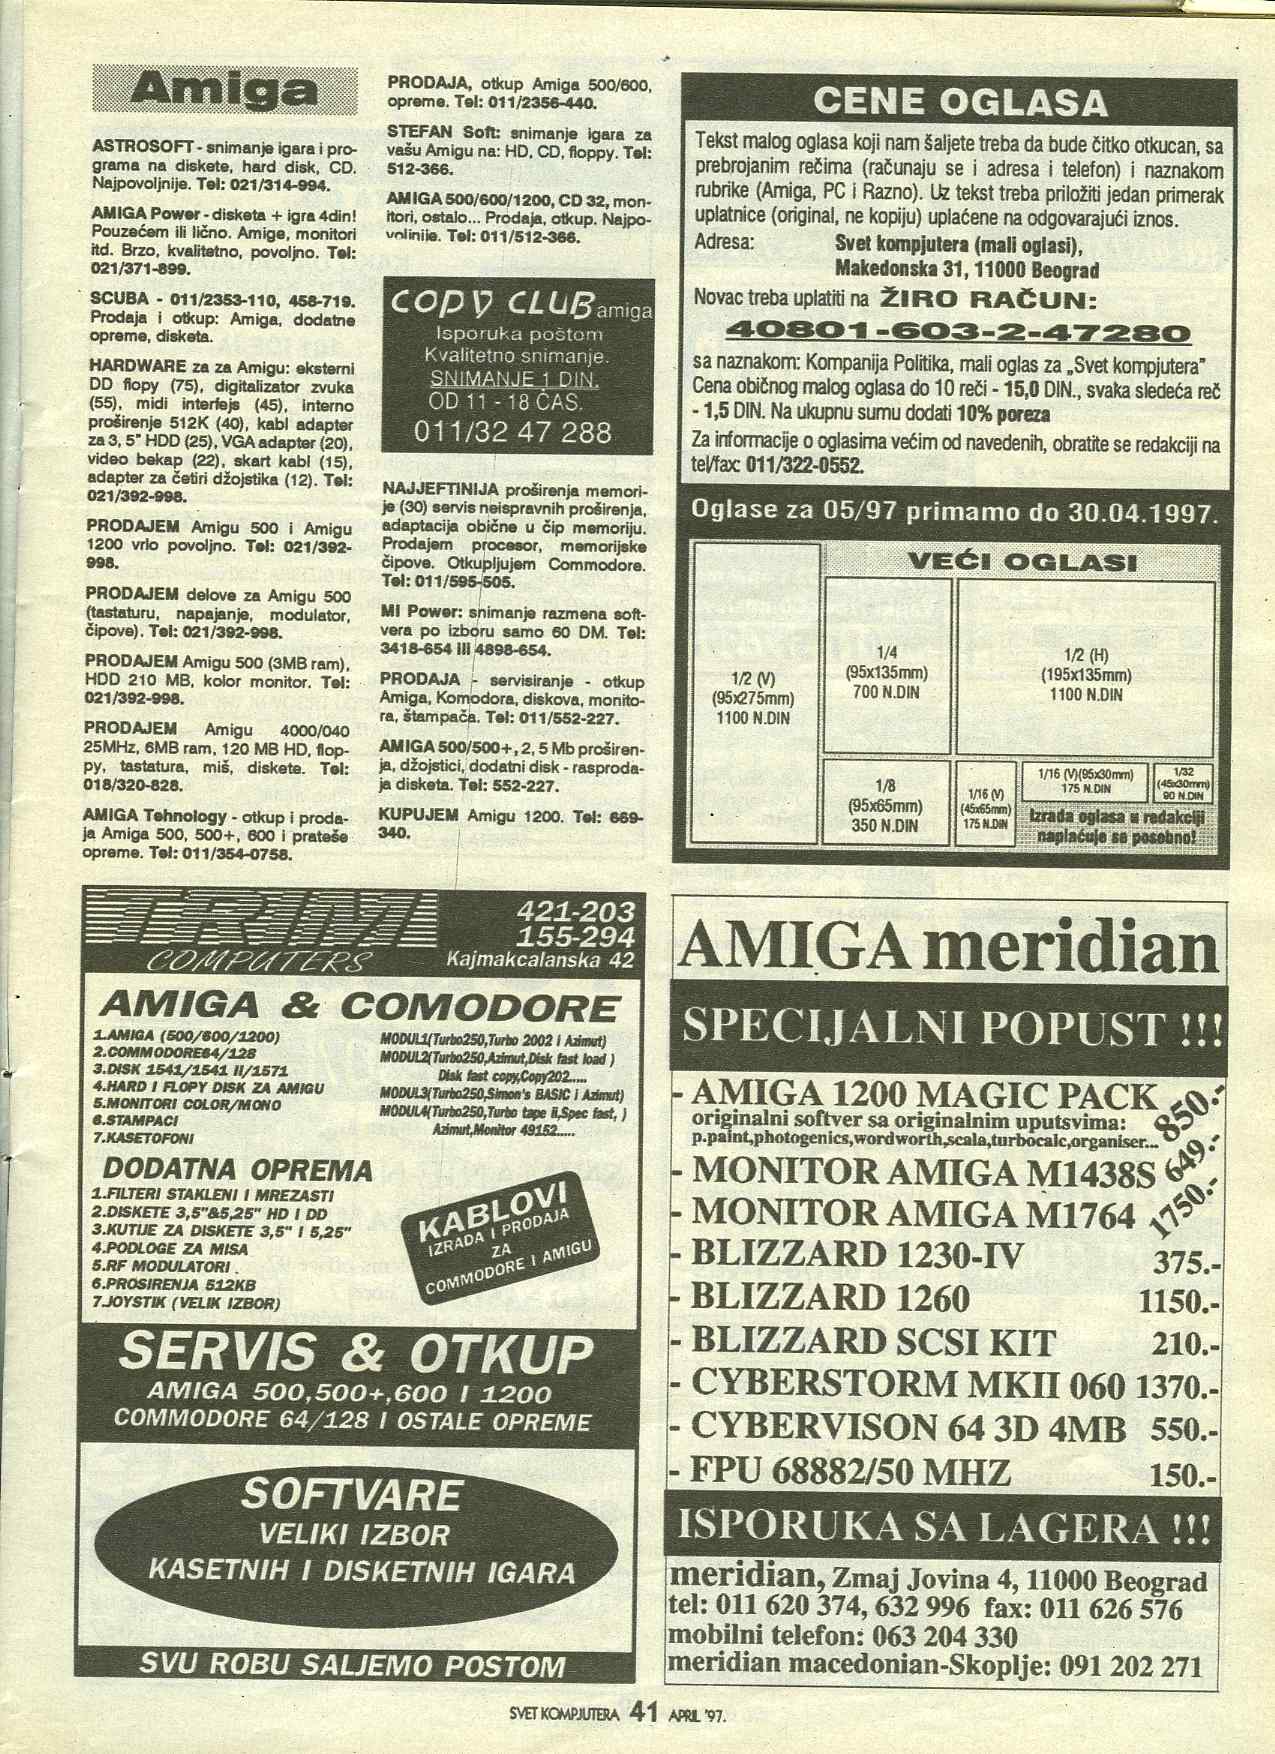 Amiga
ASTROSOFT - snimanje igara i pro-
grama na diskete, hard disk, CD.
Najpovoljnije. Tel: 021/314-994.
AMIGA Power - disketa + igra 4din!
Pouzećem ili lično. Amige, monitori
itd. Brzo, kvalitetno, povoljno. Tel:
021/371-899.
SCUBA - 011/2353-110, 458-719.
Prodaja i otkup: Amiga, dodatne
opreme, disketa.
HARDWARE za za Amigu: eksterni
DD flopy (75), digitalizator zvuka
(55), midi interfejs (45), interno
proširenje 512K (40), kabl adapter
za 3, 5" HDD (25), VGA adapter (20),
video bekap (22), skart kabl (15),
adapter za četiri džojstika (12). Tel:
021/392-998.
PRODAJEM Amigu 500 i Amigu
1200 vrlo povoljno. Tel: 021/392-
998.
PRODAJEM delove za Amigu 500
(tastaturu, napajanje, modulator,
čipove). Tel: 021/392-998.
PRODAJEM Amigu 500 (3MB ram),
HDD 210 MB, kolor monitor. Tel:
021/392-998.
PRODAJEM Amigu 4000/040
25MHz, 6MB ram, 120 MB HD, flop-
py, tastatura, miš, diskete. Tel:
018/320-828.
AMIGA Tehnology - otkup i proda-
ja Amiga 500, 500+, 600 i prateše
opreme. Tel: 011/354-0758.
PRODAJA, otkup Amiga 500/600,
opreme. Tel: 011/2356-440.
STEFAN Soft: snimanje igara za
vašu Amigu na: HD, CD, floppy. Tel:
512-366.
AMIGA 500/600/1200, CD 32, mon-
itori, ostalo... Prodaja, otkup. Najpo-
voljnije. Tel: 011/512-366.
COPY CLUB amiga
Isporuka poštom
Kvalitetno snimanje.
SNIMANJE 1 DIN.
OD 11 - 18 ČAS.
011/32 47 288
NAJJEFTINIJA proširenja memori-
je (30) servis neispravnih proširenja,
adaptacija obične u čip memoriju.
Prodajem procesor, memorijske
čipove. Otkupljujem Commodore.
Tel: 011/595-505.
MI Power: snimanje razmena soft-
vera po izboru samo 60 DM. Tel:
3418-654 ili 4898-654.
PRODAJA - servisiranje - otkup
Amiga, Komodora, diskova, monito-
ra, štampača. Tel: 011/552-227.
AMIGA 500/500+, 2, 5 Mb proširen-
ja, džojstici, dodatni disk - rasproda-
ja disketa. Tel: 552-227.
KUPUJEM Amigu 1200. Tel: 669-
340.
CENE OGLASA
Tekst malog oglasa koji nam šaljete treba da bude čitko otkucan, sa
prebrojanim rečima (računaju se i adresa i telefon) i naznakom
rubrike (Amiga, PC i Razno). Uz tekst treba priložiti jedan primerak
uplatnice (original, ne kopiju) uplaćene na odgovarajući iznos.
Adresa: Svet kompjutera (mali oglasi),
Makedonska 31, 11000 Beograd
Novac treba uplatiti na ŽIRO RAČUN:
40801-603-2-47280
sa naznakom: Kompanija Politika, mali oglas za „Svet kompjutera"
Cena običnog malog oglasa do 10 reči - 15,0 DIN., svaka sledeća reč
- 1,5 DIN. Na ukupnu sumu dodati 10% poreza
Za informacije o oglasima većim od navedenih, obratite se redakciji na
tel/fax: 011/322-0552.
Oglase za 05/97 primamo do 30.04.1997.
VEĆI OGLASI
1/2 (V)
(95x275mm)
1100 N.DIN
1/4
(95x135mm)
700 N.DIN
1/2 (H)
(195x135mm)
1100 N.DIN
1/8
(95x65mm)
350 N.DIN
1/16 (V)
(45x65mm)
175 N.DIN
1/16 (V)(95x30mm)
175 N.DIN
1/32
(45x30mm)
90 N.DIN
Izrada oglasa u redakciji
naplaćuje se posebno!
TRIM
COMPUTERS
421-203
155-294
Kajmakcalanska 42
AMIGA & COMODORE
1.AMIGA (500/600/1200)
2.COMMODORE64/128
3.DISK 1541/1541 II/1571
4.HARD I FLOPY DISK ZA AMIGU
5.MONITORI COLOR/MONO
6.STAMPACI
7.KASETOFONI
MODUL1(Turbo250,Turbo 2002 i Azimut)
MODUL2(Turbo250,Azimut,Disk fast load )
Disk fast copy,Copy202.....
MODUL3(Turbo250,Simon's BASIC i Azimut)
MODUL4(Turbo250,Turbo tape ii,Spec fast, )
Azimut,Monitor 49152.....
DODATNA OPREMA
1.FILTERI STAKLENI I MREZASTI
2.DISKETE 3,5"&5,25" HD I DD
3.KUTIJE ZA DISKETE 3,5" I 5,25"
4.PODLOGE ZA MISA
5.RF MODULATORI .
6.PROSIRENJA 512KB
7.JOYSTIK (VELIK IZBOR)
KABLOVI
IZRADA I PRODAJA
ZA
COMMODORE I AMIGU
SERVIS & OTKUP
AMIGA 500,500+,600 I 1200
COMMODORE 64/128 I OSTALE OPREME
SOFTVARE
VELIKI IZBOR
KASETNIH I DISKETNIH IGARA
SVU ROBU SALJEMO POSTOM
AMIGA meridian
SPECIJALNI POPUST !!!
- AMIGA 1200 MAGIC PACK 850.-
originalni softver sa originalnim uputsvima:
p.paint,photogenics,wordworth,scala,turbocalc,organiser...
- MONITOR AMIGA M1438S 649.-
- MONITOR AMIGA M1764 1750.-
- BLIZZARD 1230-IV 375.-
- BLIZZARD 1260 1150.-
- BLIZZARD SCSI KIT 210.-
- CYBERSTORM MKII 060 1370.-
- CYBERVISON 64 3D 4MB 550.-
- FPU 68882/50 MHZ 150.-
ISPORUKA SA LAGERA !!!
meridian, Zmaj Jovina 4, 11000 Beograd
tel: 011 620 374, 632 996 fax: 011 626 576
mobilni telefon: 063 204 330
meridian macedonian-Skoplje: 091 202 271
SVET KOMPJUTERA 41 APRIL '97.